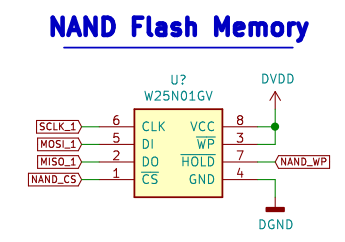 NAND Flash Memory
U?
DVDD
W25N01GV
SCLK_1 6 CLK VCC 8
MOSI_1 5 DI WP 3
MISO_1 2 DO HOLD 7 NAND_WP
NAND_CS 1 CS GND 4
DGND